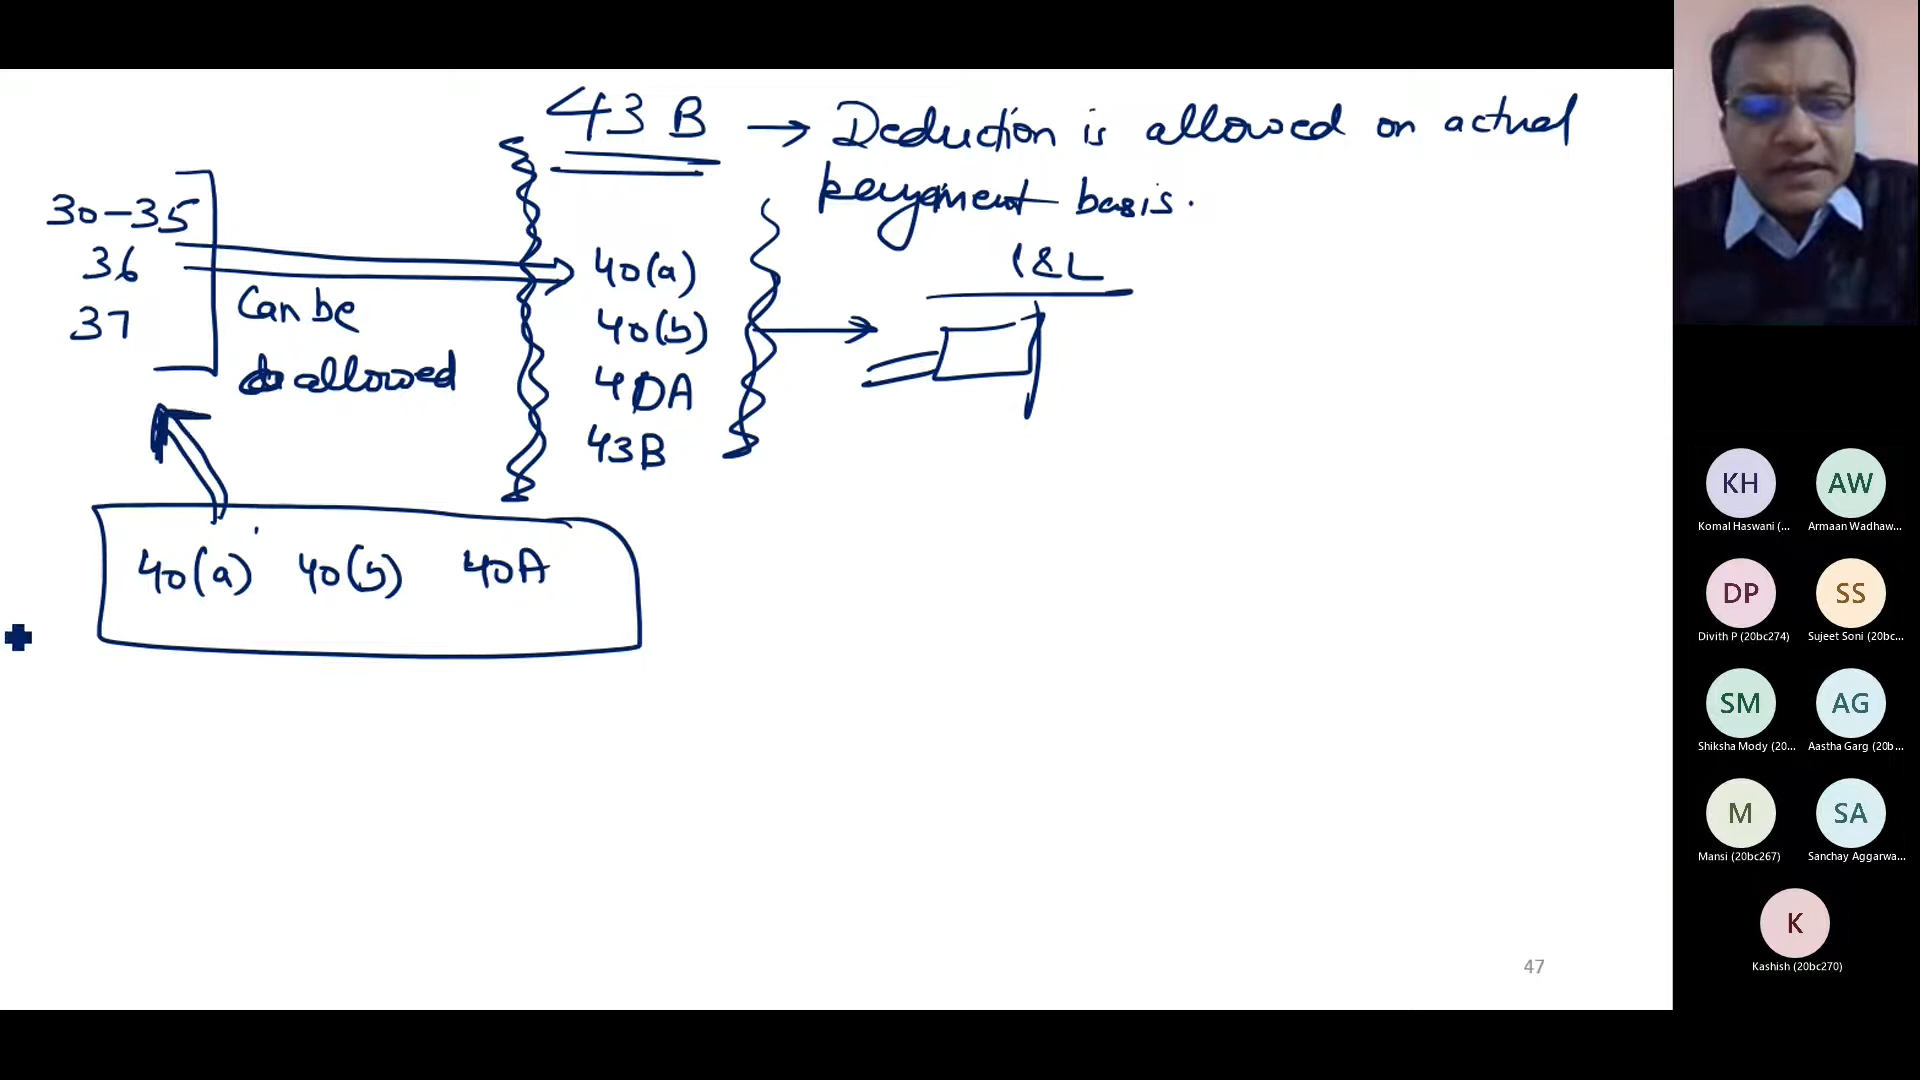 43 B → Deduction is allowed on actual
payment basis.
30-35
36
37
Can be
disallowed
40(a)
40(b)
40A
43B
P&L
40(a) 40(b) 40A
47
KH
Komal Haswani (...
AW
Armaan Wadhaw...
DP
Divith P (20bc274)
SS
Sujeet Soni (20bc...
SM
Shiksha Mody (20...
AG
Aastha Garg (20b...
M
Mansi (20bc267)
SA
Sanchay Aggarwa...
K
Kashish (20bc270)